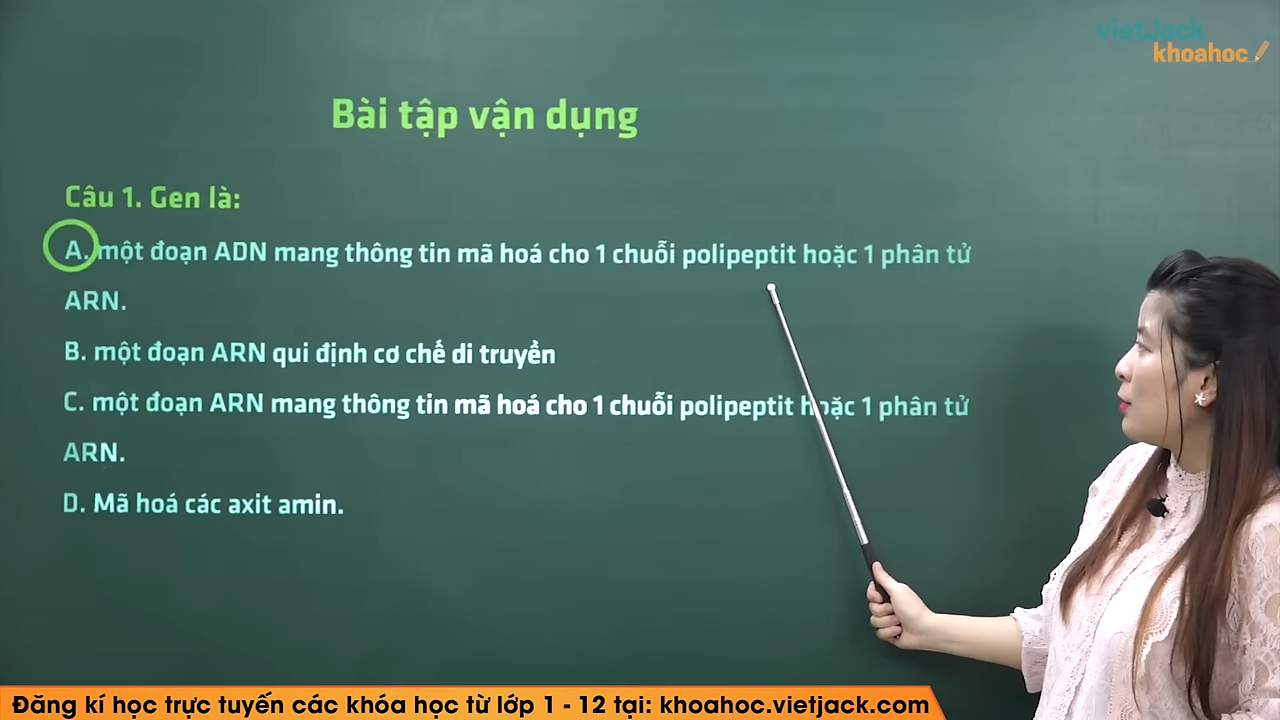 vietJack
khoahoc
Bài tập vận dụng
Câu 1. Gen là:
A. một đoạn ADN mang thông tin mã hoá cho 1 chuỗi polipeptit hoặc 1 phân tử
ARN.
B. một đoạn ARN qui định cơ chế di truyền
C. một đoạn ARN mang thông tin mã hoá cho 1 chuỗi polipeptit hoặc 1 phân tử
ARN.
D. Mã hoá các axit amin.
Đăng kí học trực tuyến các khóa học từ lớp 1 - 12 tại: khoahoc.vietjack.com